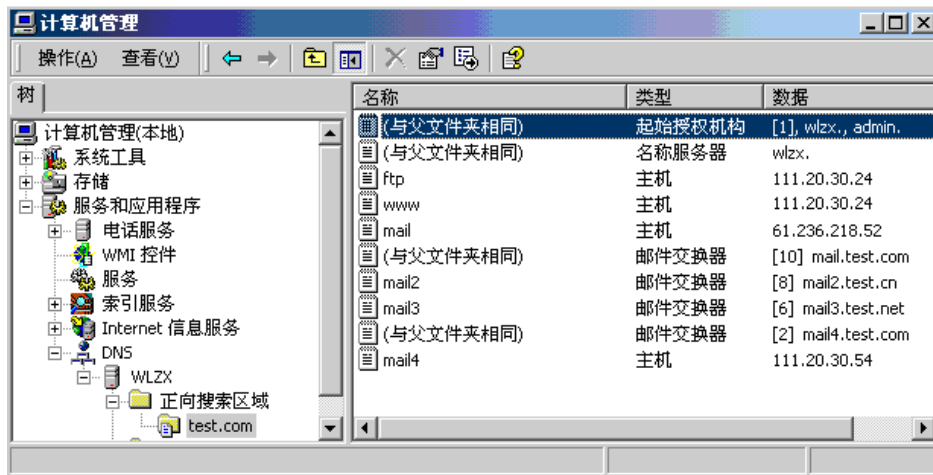 计算机管理
操作(A) 查看(V)
树
计算机管理(本地)
系统工具
存储
服务和应用程序
电话服务
WMI 控件
服务
索引服务
Internet 信息服务
DNS
WLZX
正向搜索区域
test.com
名称 类型 数据
(与父文件夹相同) 起始授权机构 [1], wlzx., admin.
(与父文件夹相同) 名称服务器 wlzx.
ftp 主机 111.20.30.24
www 主机 111.20.30.24
mail 主机 61.236.218.52
(与父文件夹相同) 邮件交换器 [10] mail.test.com
mail2 邮件交换器 [8] mail2.test.cn
mail3 邮件交换器 [6] mail3.test.net
(与父文件夹相同) 邮件交换器 [2] mail4.test.com
mail4 主机 111.20.30.54